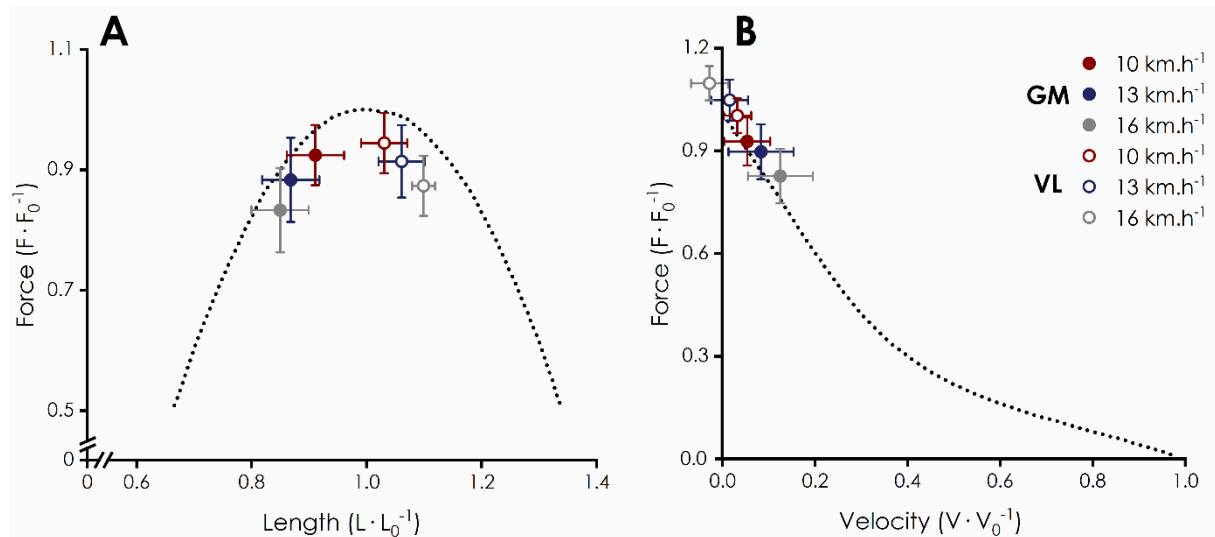 A
1.1
0.9
0.7
0.5
0
Force (F · F₀⁻¹)
0
0.6
0.8
1.0
1.2
1.4
Length (L · L₀⁻¹)
B
1.2
0.9
0.6
0.3
0.0
Force (F · F₀⁻¹)
0.0
0.2
0.4
0.6
0.8
1.0
Velocity (V · V₀⁻¹)
GM
10 km.h⁻¹
13 km.h⁻¹
16 km.h⁻¹
VL
10 km.h⁻¹
13 km.h⁻¹
16 km.h⁻¹